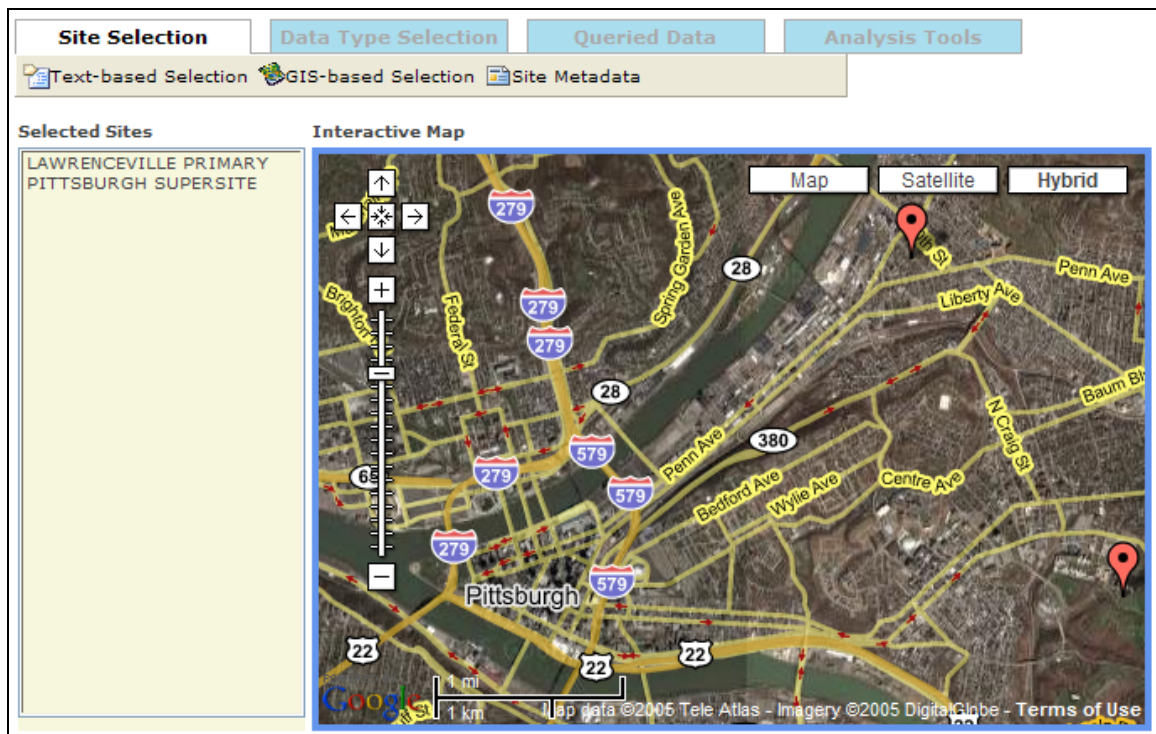 Site Selection
Data Type Selection
Queried Data
Analysis Tools
Text-based Selection
GIS-based Selection
Site Metadata
Selected Sites
Interactive Map
LAWRENCEVILLE PRIMARY
PITTSBURGH SUPERSITE
Map
Satellite
Hybrid
279
28
Spring Garden Ave
Penn Ave
Liberty Ave
Federal St
Brighton
279
279
28
Baum Bl
N Craig St
380
Penn Ave
579
279
579
Bedford Ave
Wylie Ave
Centre Ave
279
579
Pittsburgh
22
22
22
22
Google
1 mi
1 km
Map data ©2005 Tele Atlas - Imagery ©2005 DigitalGlobe - Terms of Use